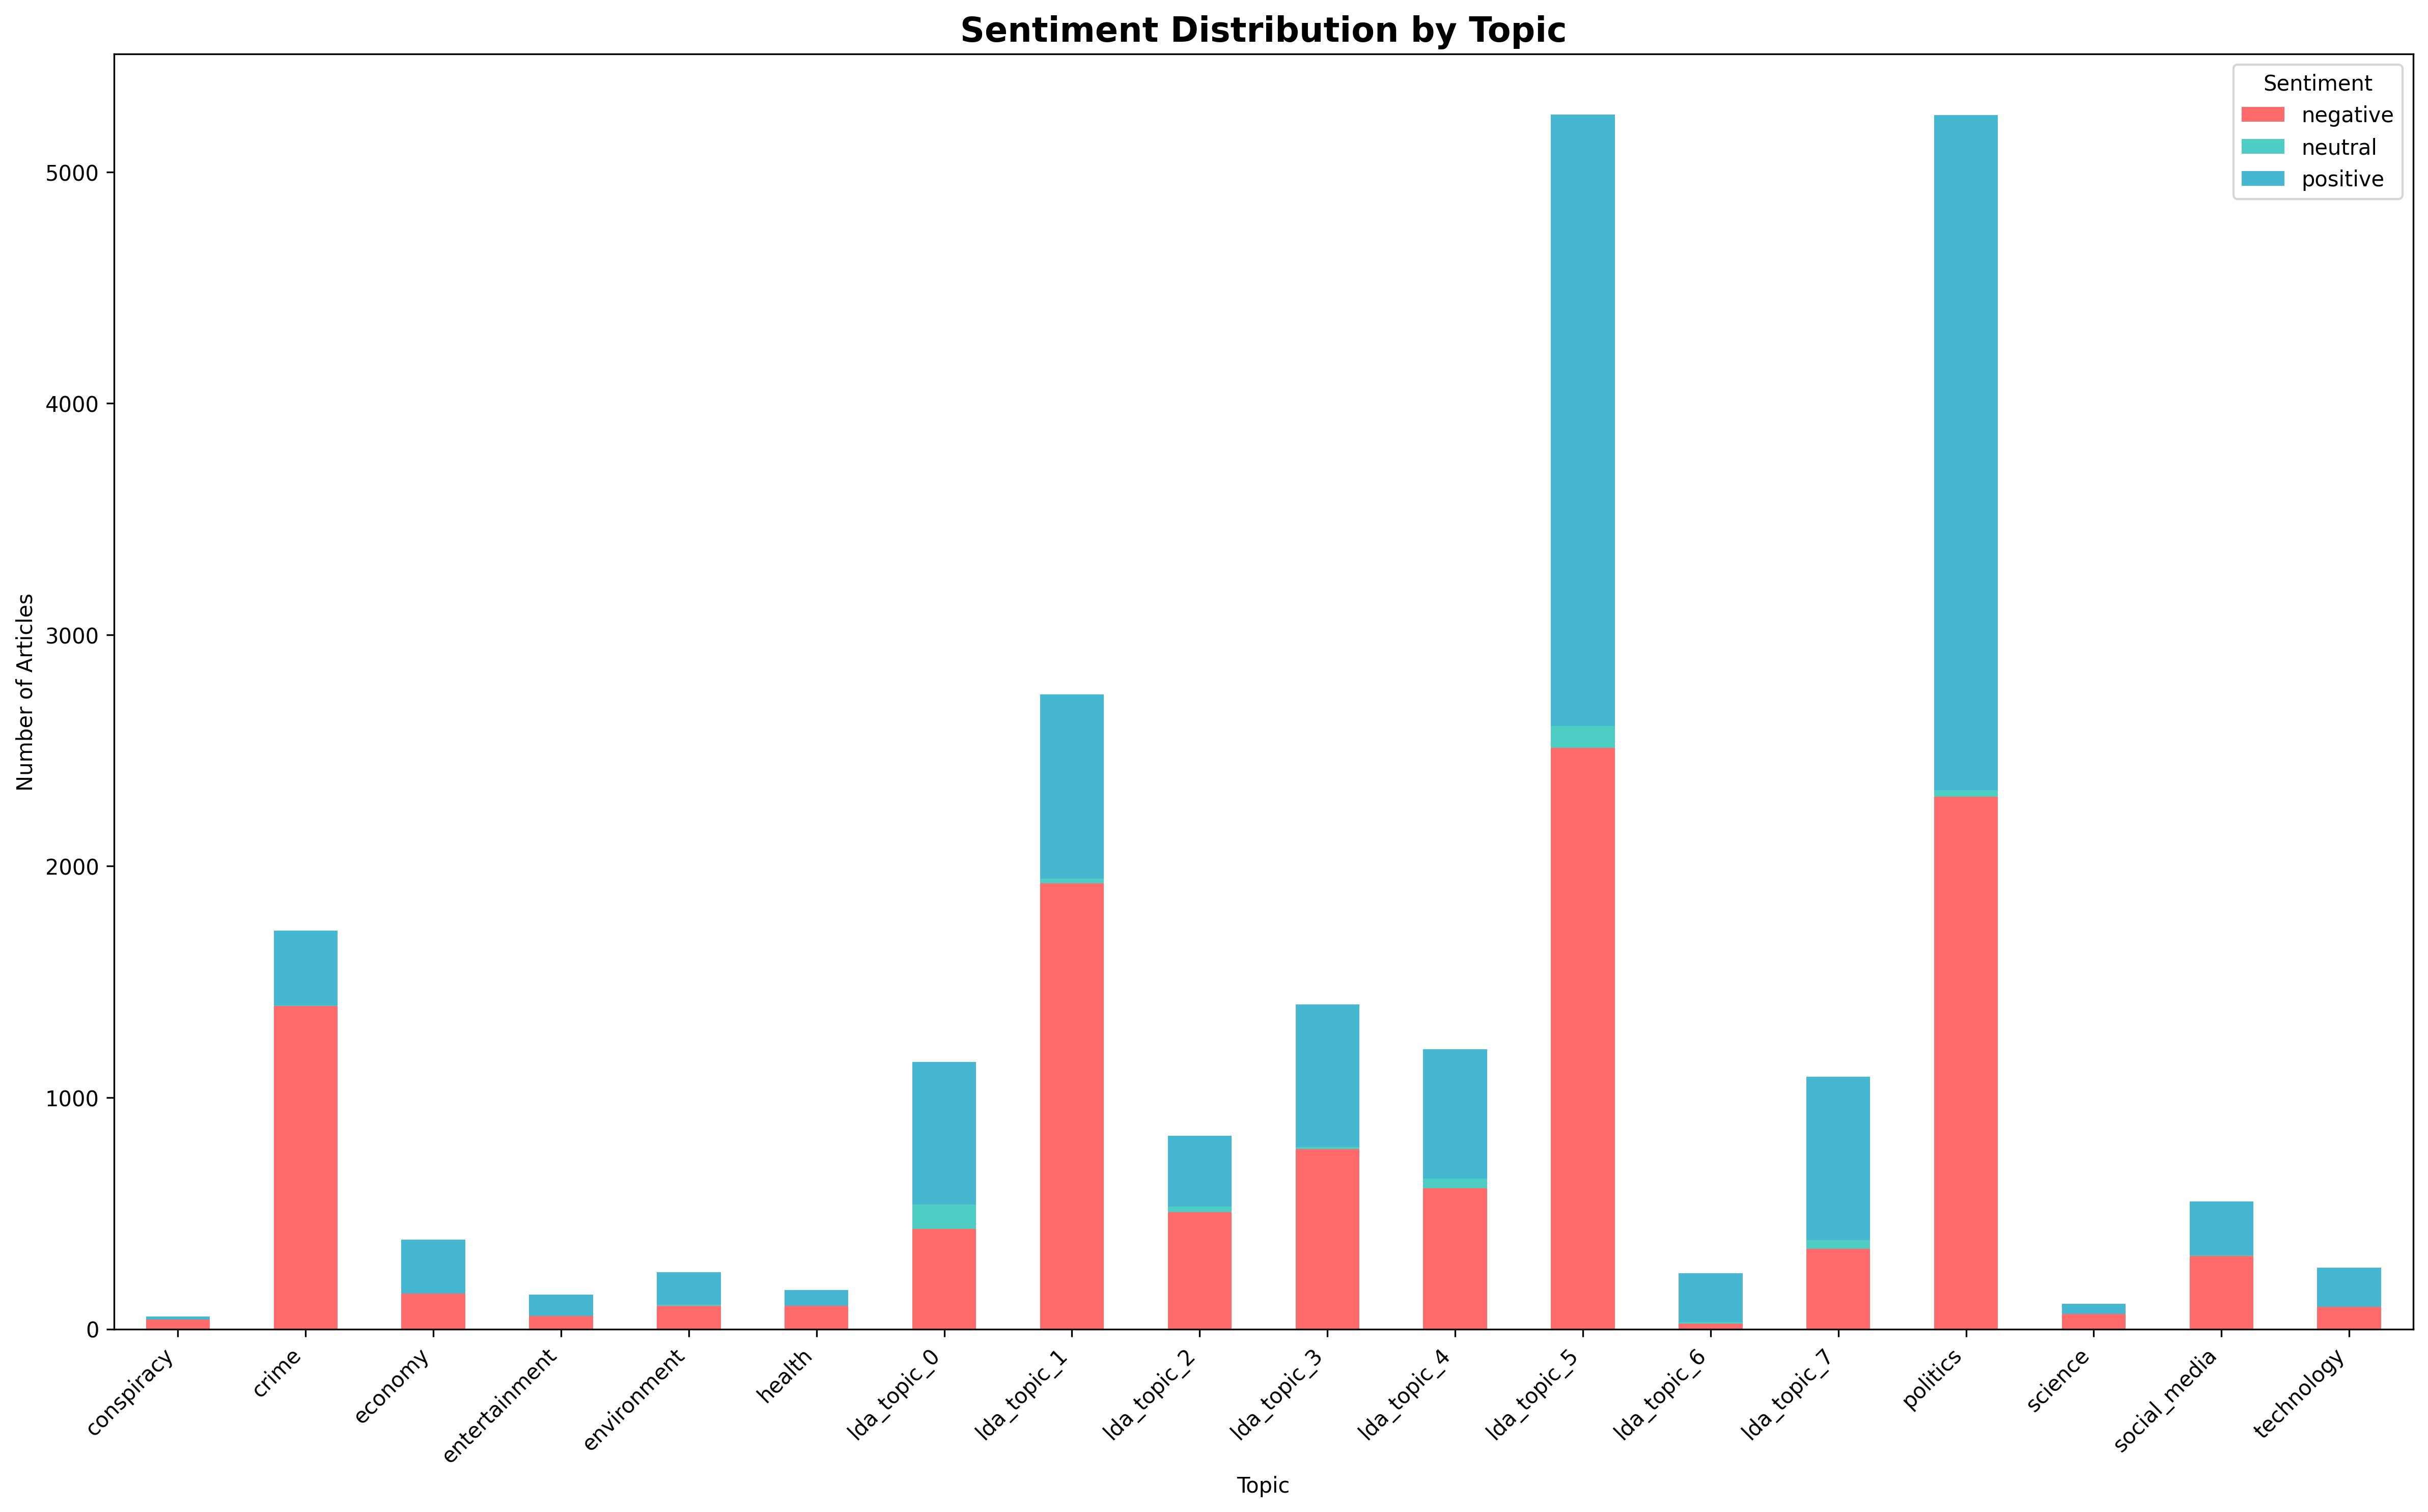 Sentiment Distribution by Topic
Sentiment
negative
neutral
positive
Number of Articles
5000
4000
3000
2000
1000
0
conspiracy
crime
economy
entertainment
environment
health
lda_topic_0
lda_topic_1
lda_topic_2
lda_topic_3
lda_topic_4
lda_topic_5
lda_topic_6
lda_topic_7
politics
science
social_media
technology
Topic